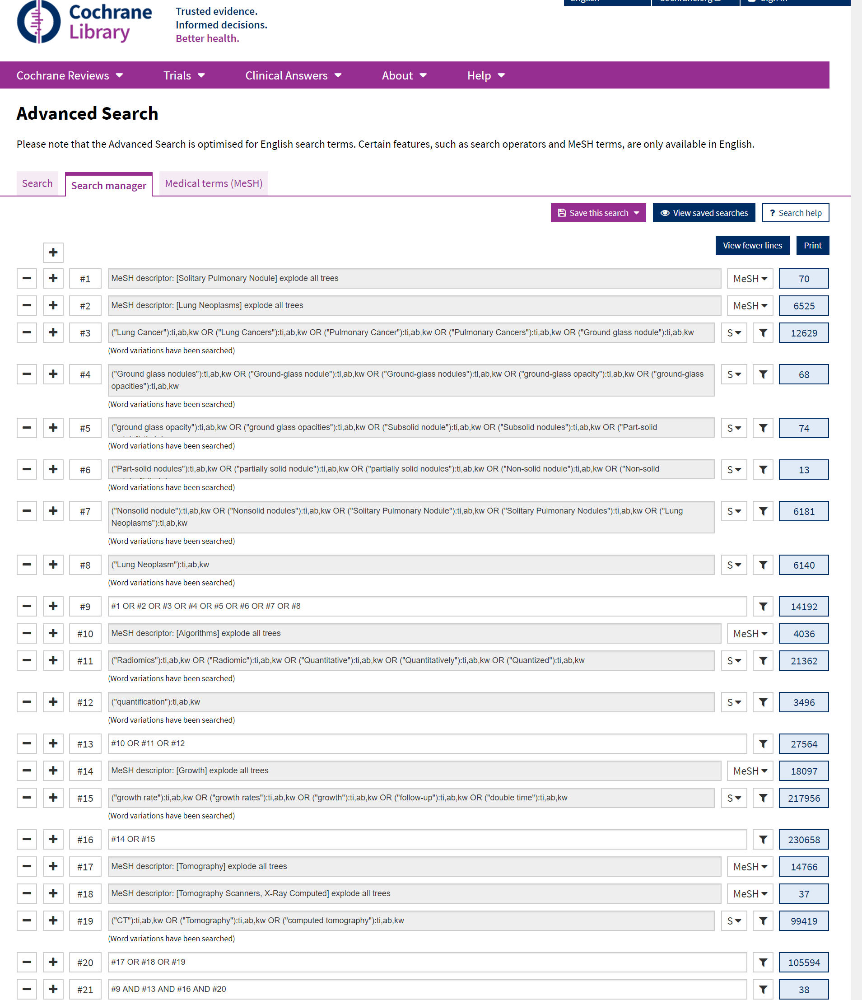 Cochrane
Library
Trusted evidence.
Informed decisions.
Better health.
Cochrane Reviews
Trials
Clinical Answers
About
Help
Advanced Search
Please note that the Advanced Search is optimised for English search terms. Certain features, such as search operators and MeSH terms, are only available in English.
Search
Search manager
Medical terms (MeSH)
Save this search
View saved searches
? Search help
View fewer lines
Print
+
− + #1 MeSH descriptor: [Solitary Pulmonary Nodule] explode all trees MeSH 70
− + #2 MeSH descriptor: [Lung Neoplasms] explode all trees MeSH 6525
− + #3 ("Lung Cancer"):ti,ab,kw OR ("Lung Cancers"):ti,ab,kw OR ("Pulmonary Cancer"):ti,ab,kw OR ("Pulmonary Cancers"):ti,ab,kw OR ("Ground glass nodule"):ti,ab,kw S 12629
(Word variations have been searched)
− + #4 ("Ground glass nodules"):ti,ab,kw OR ("Ground-glass nodule"):ti,ab,kw OR ("Ground-glass nodules"):ti,ab,kw OR ("ground-glass opacity"):ti,ab,kw OR ("ground-glass S 68
opacities"):ti,ab,kw
(Word variations have been searched)
− + #5 ("ground glass opacity"):ti,ab,kw OR ("ground glass opacities"):ti,ab,kw OR ("Subsolid nodule"):ti,ab,kw OR ("Subsolid nodules"):ti,ab,kw OR ("Part-solid S 74
(Word variations have been searched)
− + #6 ("Part-solid nodules"):ti,ab,kw OR ("partially solid nodule"):ti,ab,kw OR ("partially solid nodules"):ti,ab,kw OR ("Non-solid nodule"):ti,ab,kw OR ("Non-solid S 13
(Word variations have been searched)
− + #7 ("Nonsolid nodule"):ti,ab,kw OR ("Nonsolid nodules"):ti,ab,kw OR ("Solitary Pulmonary Nodule"):ti,ab,kw OR ("Solitary Pulmonary Nodules"):ti,ab,kw OR ("Lung S 6181
Neoplasms"):ti,ab,kw
(Word variations have been searched)
− + #8 ("Lung Neoplasm"):ti,ab,kw S 6140
(Word variations have been searched)
− + #9 #1 OR #2 OR #3 OR #4 OR #5 OR #6 OR #7 OR #8 14192
− + #10 MeSH descriptor: [Algorithms] explode all trees MeSH 4036
− + #11 ("Radiomics"):ti,ab,kw OR ("Radiomic"):ti,ab,kw OR ("Quantitative"):ti,ab,kw OR ("Quantitatively"):ti,ab,kw OR ("Quantized"):ti,ab,kw S 21362
(Word variations have been searched)
− + #12 ("quantification"):ti,ab,kw S 3496
(Word variations have been searched)
− + #13 #10 OR #11 OR #12 27564
− + #14 MeSH descriptor: [Growth] explode all trees MeSH 18097
− + #15 ("growth rate"):ti,ab,kw OR ("growth rates"):ti,ab,kw OR ("growth"):ti,ab,kw OR ("follow-up"):ti,ab,kw OR ("double time"):ti,ab,kw S 217956
(Word variations have been searched)
− + #16 #14 OR #15 230658
− + #17 MeSH descriptor: [Tomography] explode all trees MeSH 14766
− + #18 MeSH descriptor: [Tomography Scanners, X-Ray Computed] explode all trees MeSH 37
− + #19 ("CT"):ti,ab,kw OR ("Tomography"):ti,ab,kw OR ("computed tomography"):ti,ab,kw S 99419
(Word variations have been searched)
− + #20 #17 OR #18 OR #19 105594
− + #21 #9 AND #13 AND #16 AND #20 38